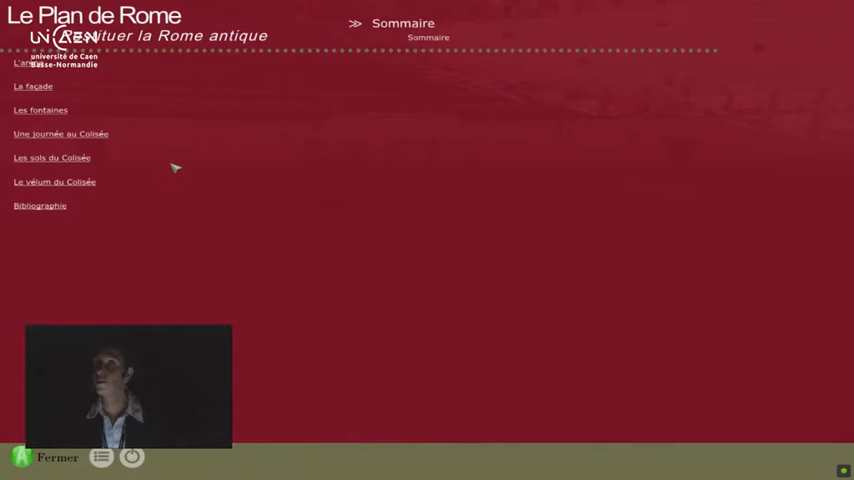 Le Plan de Rome
Restituer la Rome antique
UNICAEN
université de Caen
Basse-Normandie
≫ Sommaire
Sommaire
La façade
Les fontaines
Une journée au Colisée
Les sols du Colisée
Le vélum du Colisée
Bibliographie
A Fermer